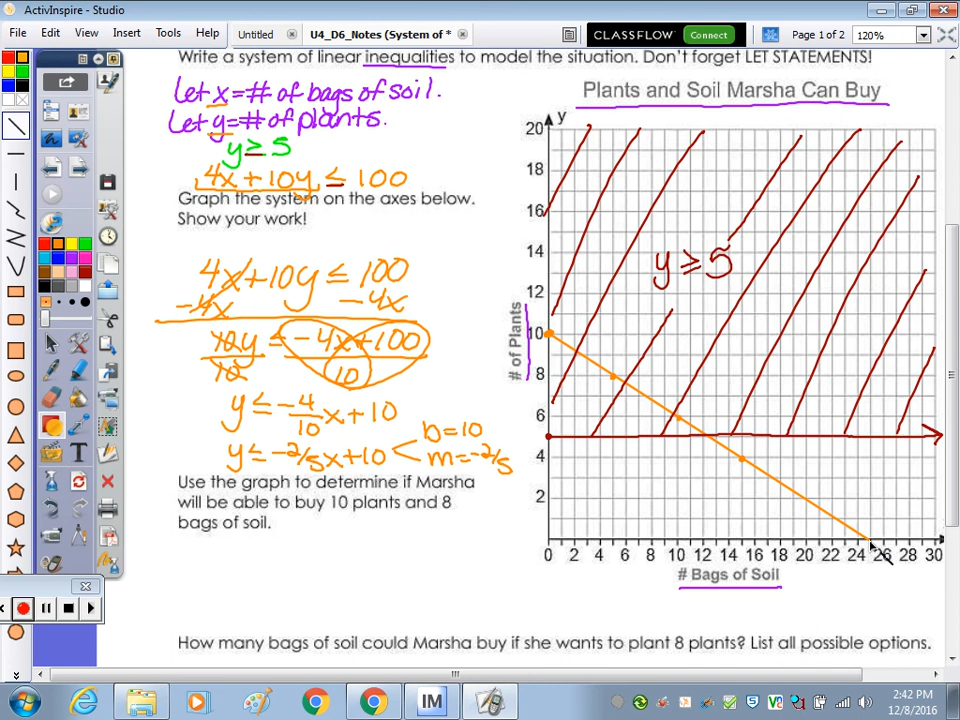 ActivInspire - Studio
File Edit View Insert Tools Help
Untitled
U4_D6_Notes (System of *
CLASSFLOW Connect
Page 1 of 2
120%
Write a system of linear inequalities to model the situation. Don't forget LET STATEMENTS!
Let x = # of bags of soil.
Let y = # of plants.
y ≥ 5
4x + 10y ≤ 100
Graph the system on the axes below.
Show your work!
4x + 10y ≤ 100
-4x -4x
10y ≤ -4x + 100
10 10
y ≤ -4/10 x + 10
y ≤ -2/5x + 10
b = 10
m = -2/5
Use the graph to determine if Marsha
will be able to buy 10 plants and 8
bags of soil.
Plants and Soil Marsha Can Buy
y
20
18
16
14
12
10
8
6
4
2
# of Plants
y ≥ 5
0 2 4 6 8 10 12 14 16 18 20 22 24 26 28 30
# Bags of Soil
How many bags of soil could Marsha buy if she wants to plant 8 plants? List all possible options.
IM
2:42 PM
12/8/2016